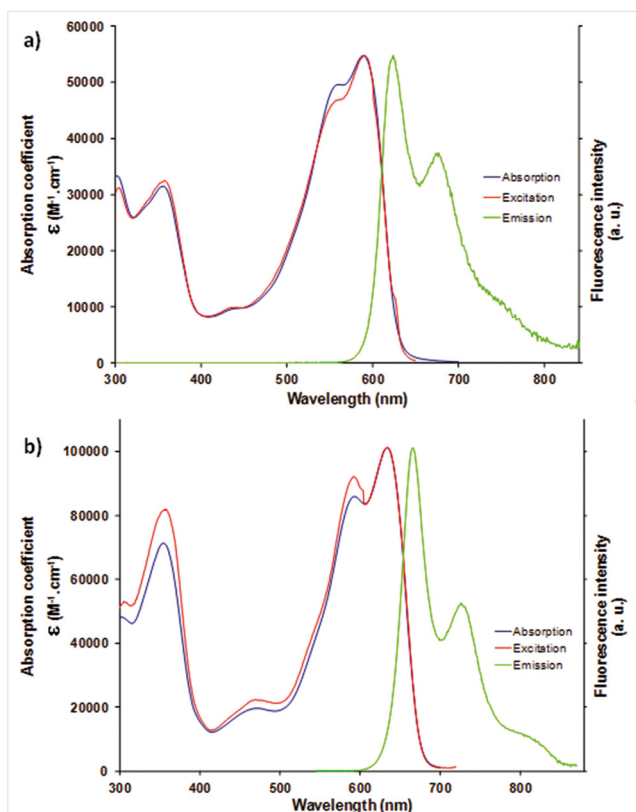 a)
60000
50000
40000
30000
20000
10000
0
Absorption coefficient
ε (M⁻¹.cm⁻¹)
Absorption
Excitation
Emission
Fluorescence intensity
(a. u.)
300 400 500 600 700 800
Wavelength (nm)
b)
100000
80000
60000
40000
20000
0
Absorption coefficient
ε (M⁻¹.cm⁻¹)
Absorption
Excitation
Emission
Fluorescence intensity
(a. u.)
300 400 500 600 700 800
Wavelength (nm)